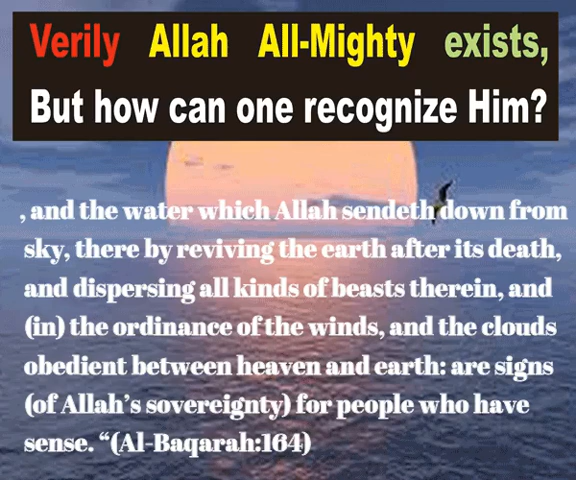 Verily Allah All-Mighty exists,
But how can one recognize Him?
, and the water which Allah sendeth down from
sky, there by reviving the earth after its death,
and dispersing all kinds of beasts therein, and
(in) the ordinance of the winds, and the clouds
obedient between heaven and earth: are signs
(of Allah's sovereignty) for people who have
sense. “(Al-Baqarah:164)